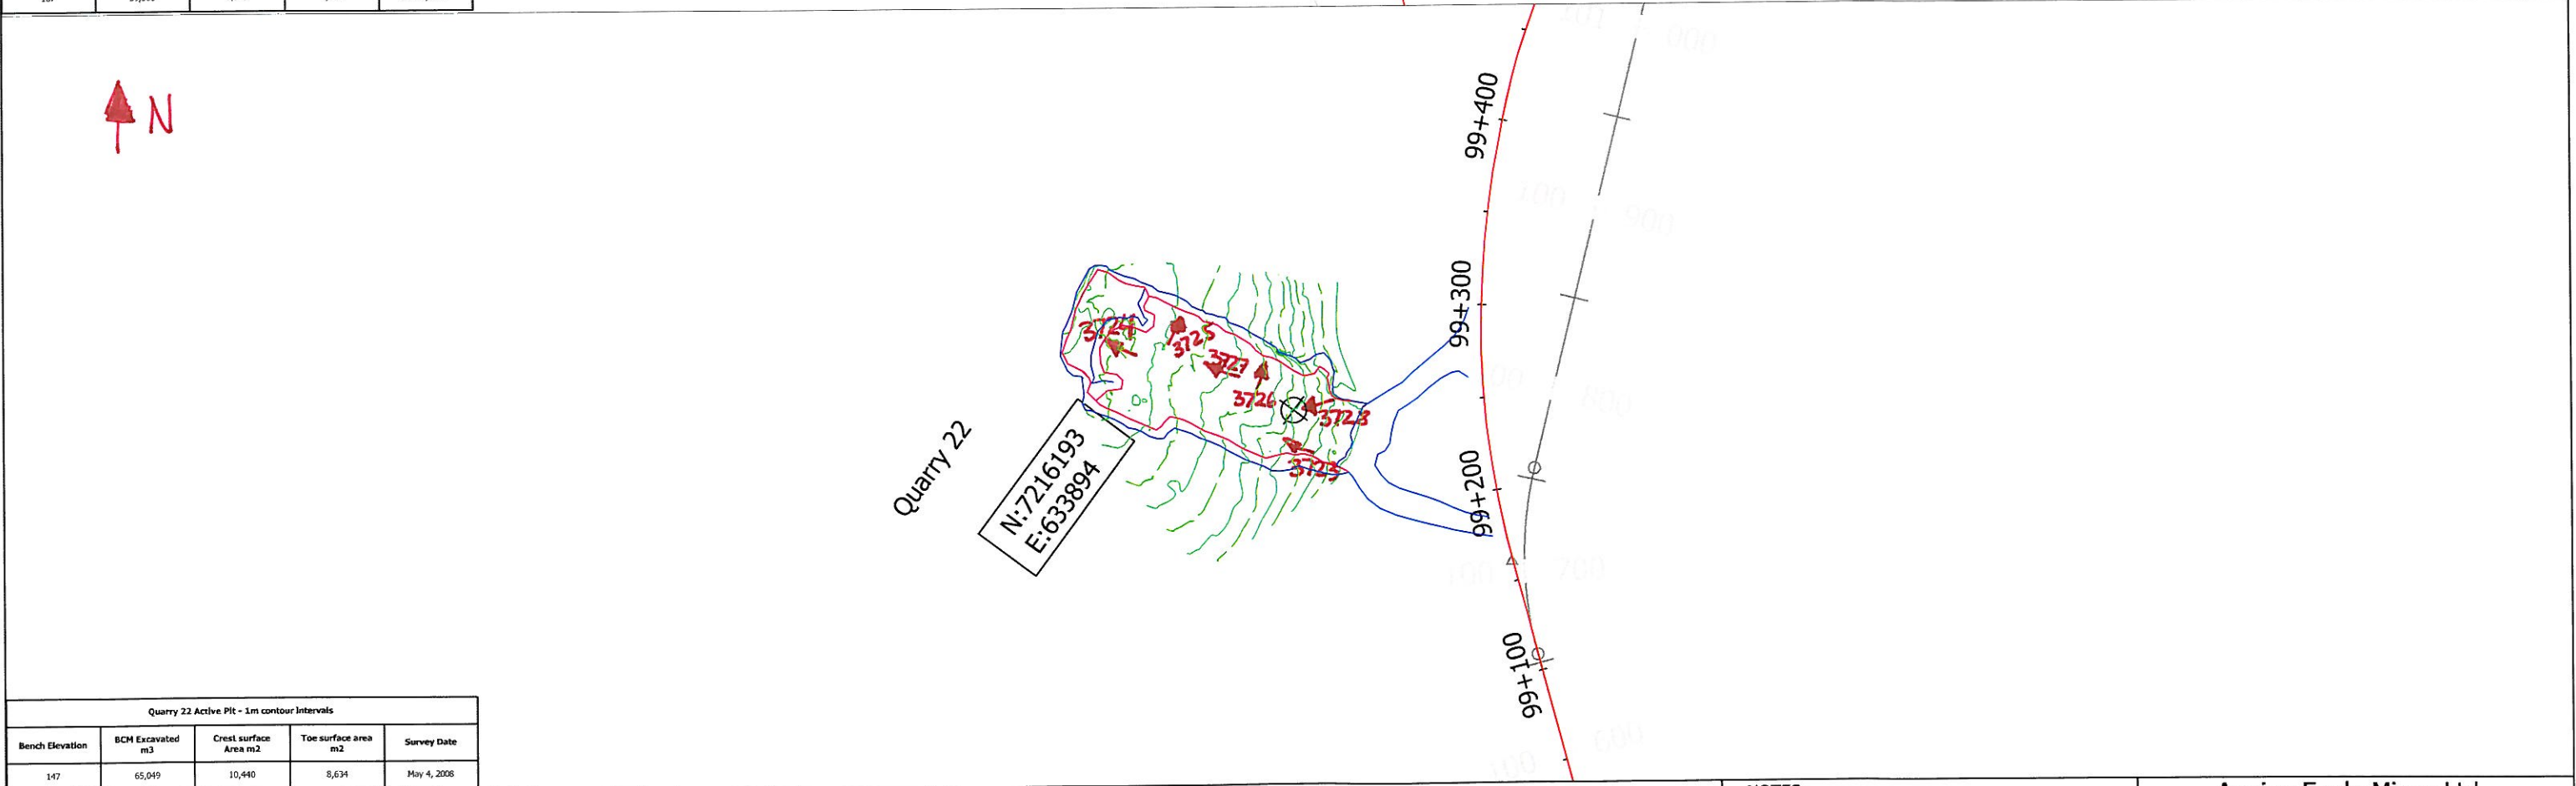 N
99+400
99+300
99+200
99+100
3724
3725
3727
3726
3728
3723
Quarry 22
N:7216193
E:633894
Quarry 22 Active Pit - 1m contour intervals
Bench Elevation
BCM Excavated m3
Crest surface Area m2
Toe surface area m2
Survey Date
147
65,049
10,440
8,634
May 4, 2008